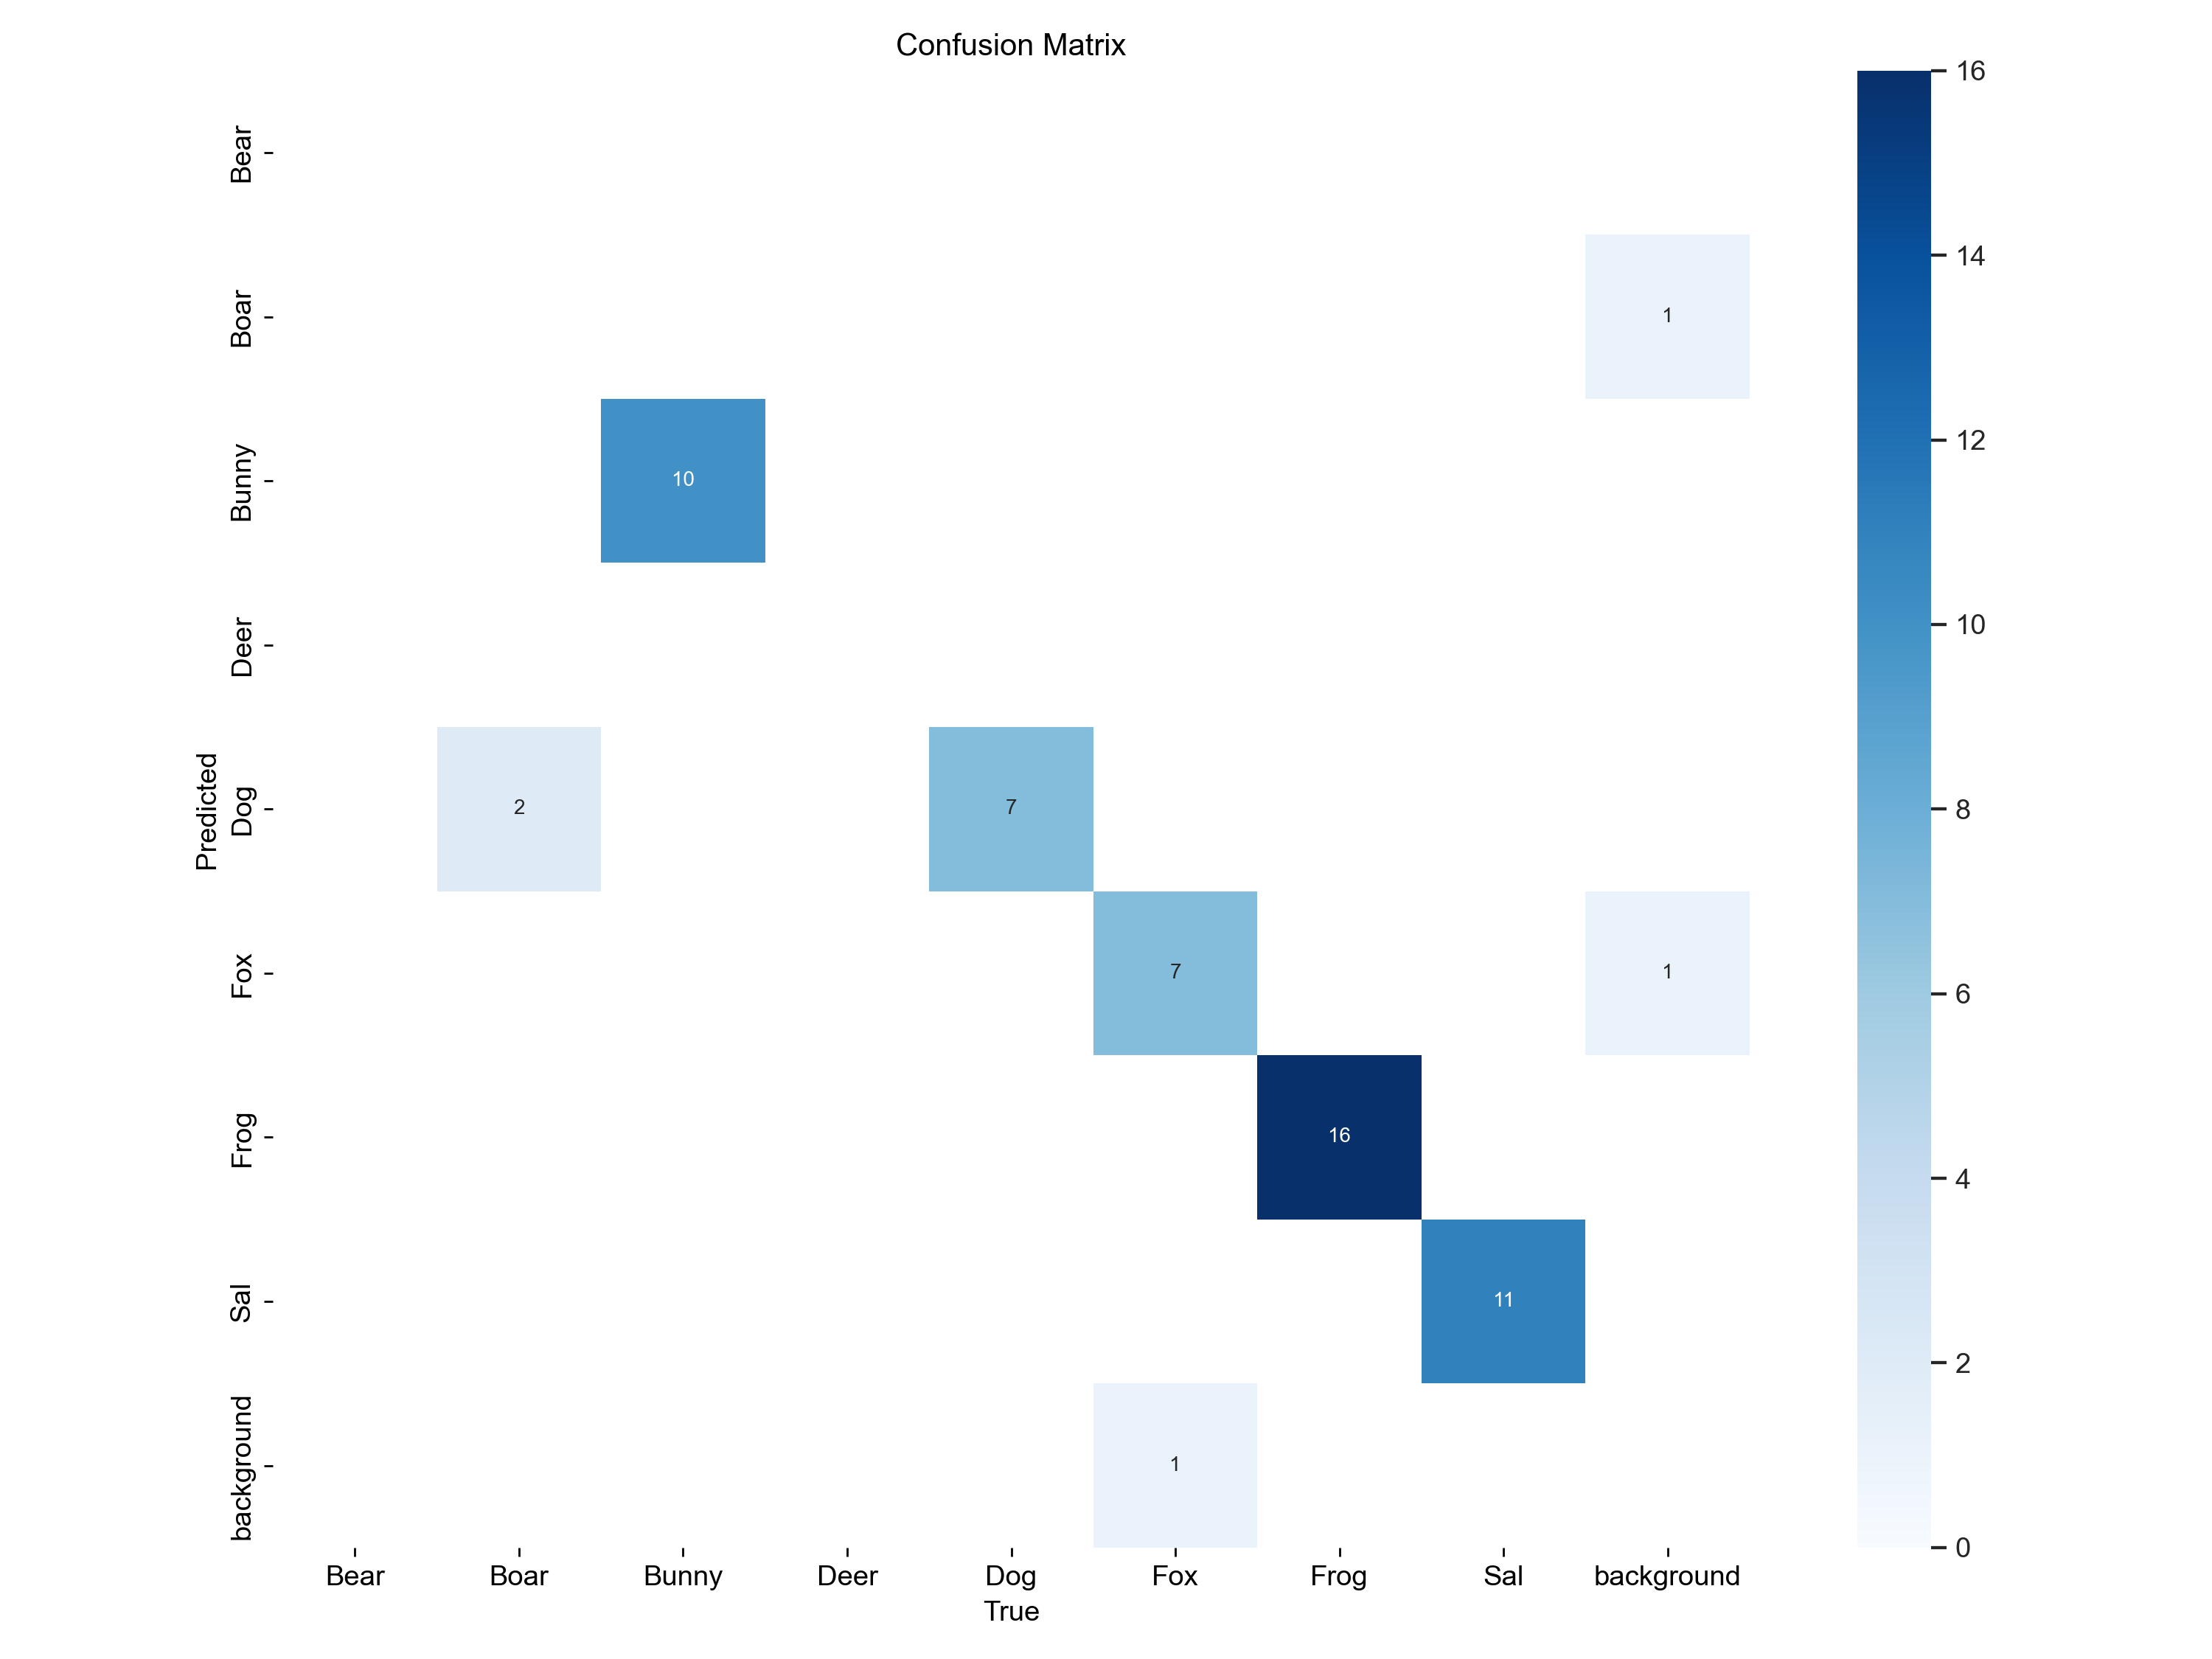 Confusion Matrix
16
Bear
14
Boar
1
12
Bunny
10
10
Deer
8
Predicted
Dog
2
7
6
Fox
7
1
4
Frog
16
Sal
11
2
background
1
0
Bear Boar Bunny Deer Dog Fox Frog Sal background
True